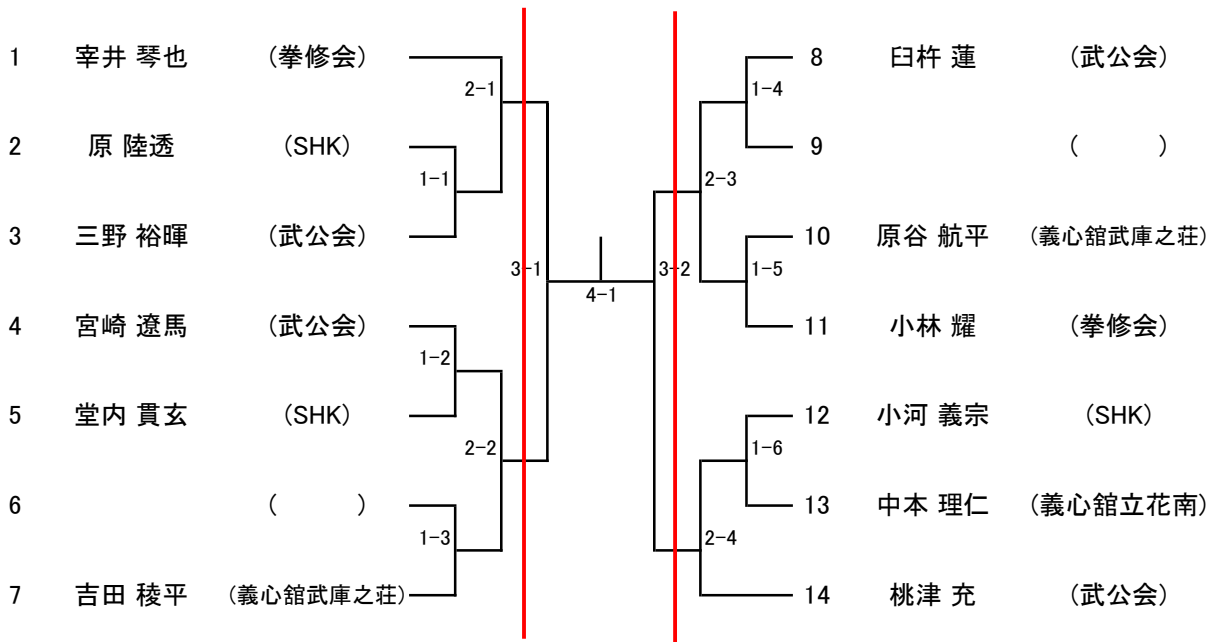 1 宰井 琴也 (拳修会)
2-1
2 原 陸透 (SHK)
1-1
3 三野 裕暉 (武公会)
3-1
4 宮崎 遼馬 (武公会)
1-2
5 堂内 貫玄 (SHK)
2-2
6 ( )
1-3
7 吉田 稜平 (義心舘武庫之荘)
4-1
8 臼杵 蓮 (武公会)
1-4
9 ( )
2-3
10 原谷 航平 (義心舘武庫之荘)
3-2
1-5
11 小林 耀 (拳修会)
12 小河 義宗 (SHK)
1-6
13 中本 理仁 (義心舘立花南)
2-4
14 桃津 充 (武公会)